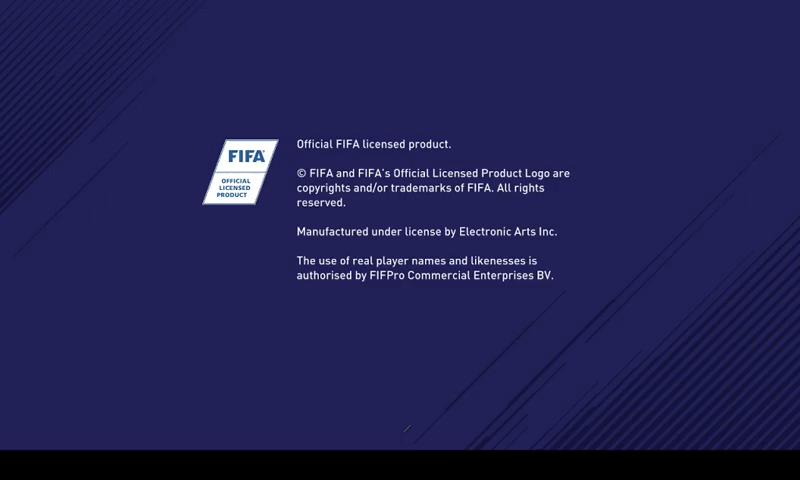 FIFA
OFFICIAL
LICENSED
PRODUCT
Official FIFA licensed product.
© FIFA and FIFA's Official Licensed Product Logo are
copyrights and/or trademarks of FIFA. All rights
reserved.
Manufactured under license by Electronic Arts Inc.
The use of real player names and likenesses is
authorised by FIFPro Commercial Enterprises BV.